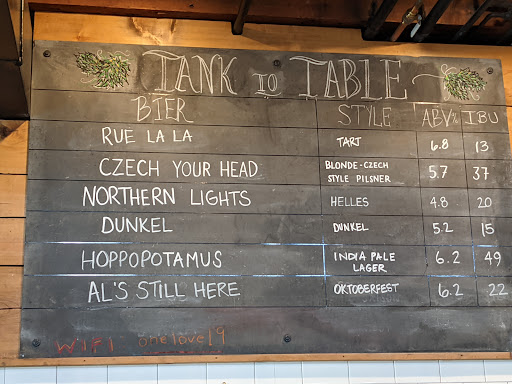 TANK TO TABLE
BIER STYLE ABV% IBU
RUE LA LA TART 6.8 13
CZECH YOUR HEAD BLONDE-CZECH STYLE PILSNER 5.7 37
NORTHERN LIGHTS HELLES 4.8 20
DUNKEL DUNKEL 5.2 15
HOPPOPOTAMUS INDIA PALE LAGER 6.2 49
AL'S STILL HERE OKTOBERFEST 6.2 22
WIFI onelove19